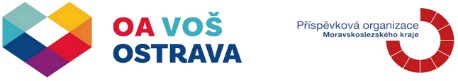 OA VOŠ
OSTRAVA
Příspěvková organizace
Moravskoslezského kraje